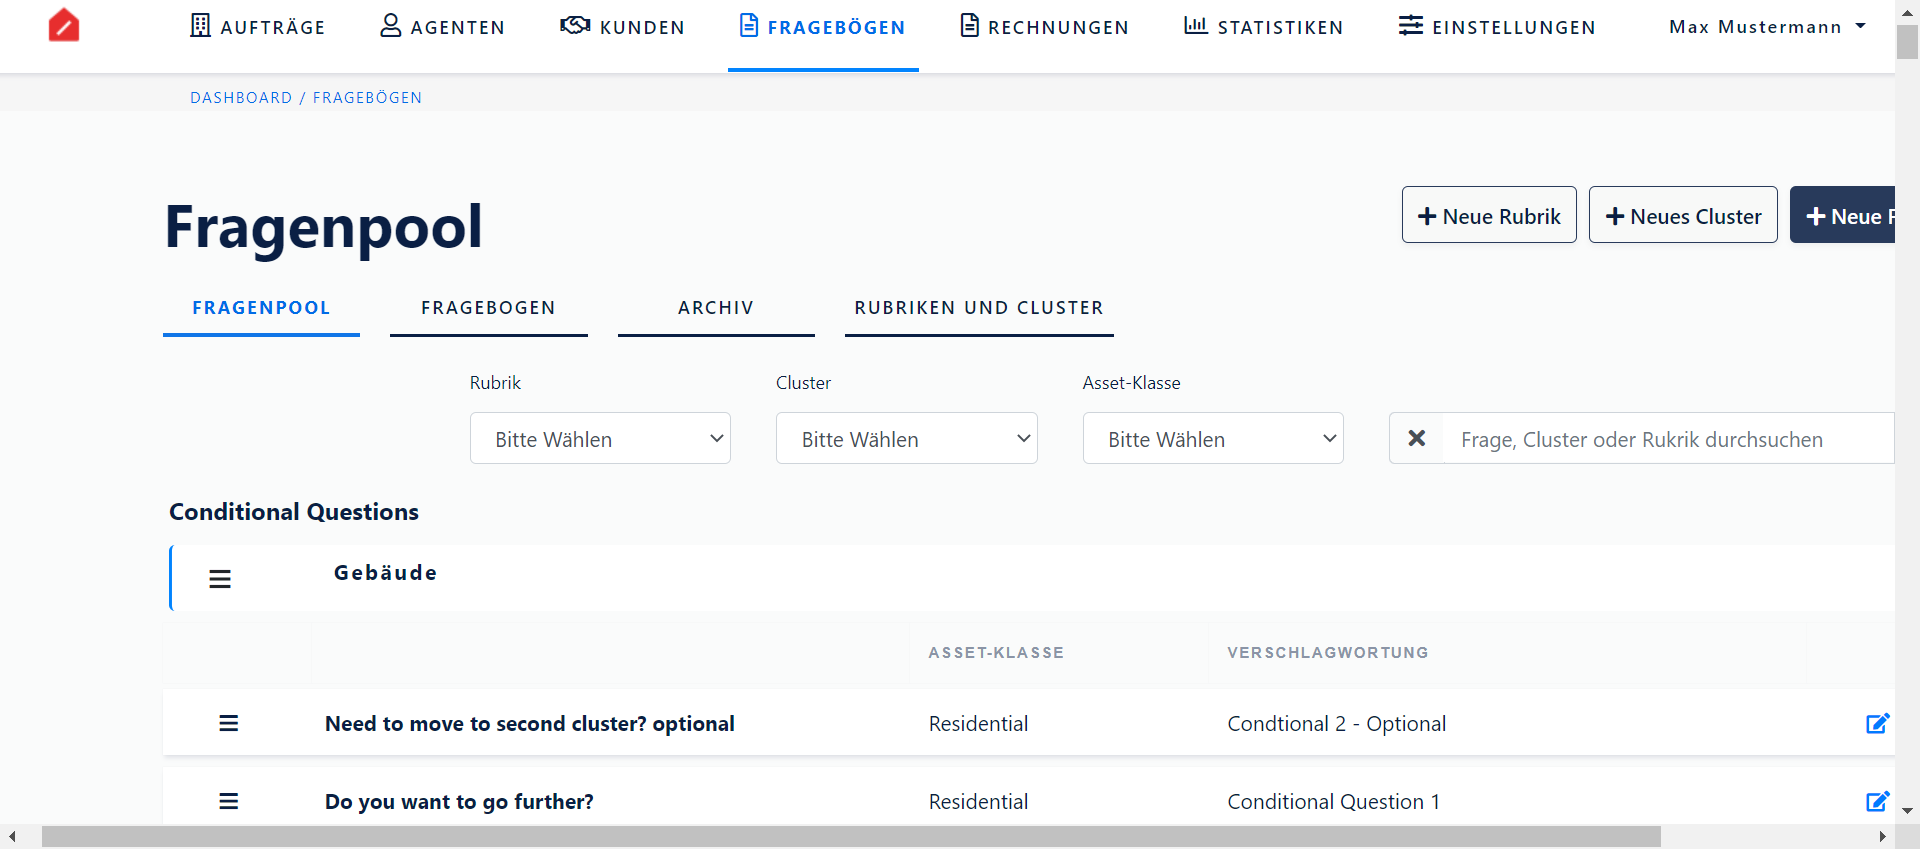 AUFTRÄGE AGENTEN KUNDEN FRAGEBÖGEN RECHNUNGEN STATISTIKEN EINSTELLUNGEN Max Mustermann
DASHBOARD / FRAGEBÖGEN
Fragenpool
Neue Rubrik Neues Cluster Neue
FRAGENPOOL FRAGEBOGEN ARCHIV RUBRIKEN UND CLUSTER
Rubrik Cluster Asset-Klasse
Bitte Wählen Bitte Wählen Bitte Wählen Frage, Cluster oder Rukrik durchsuchen
Conditional Questions
Gebäude
ASSET-KLASSE VERSCHLAGWORTUNG
Need to move to second cluster? optional Residential Condtional 2 - Optional
Do you want to go further? Residential Conditional Question 1